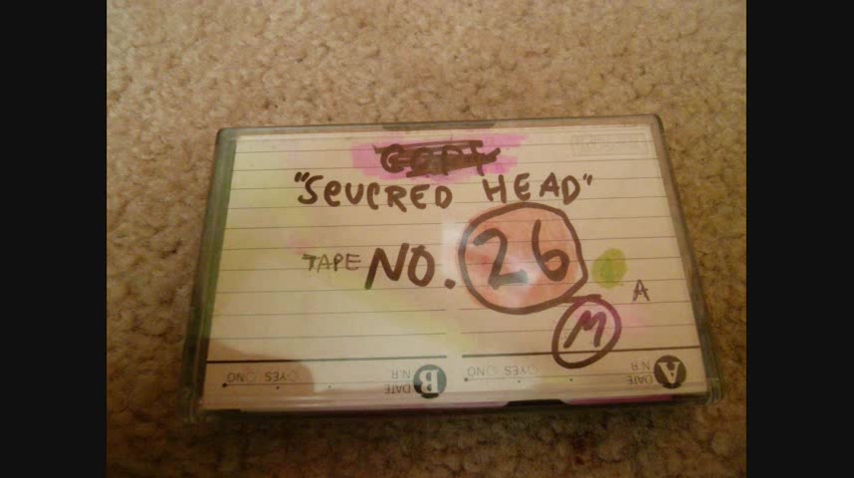 COPY
"SEVERED HEAD"
TAPE NO. 26
A
M
NO YES N.R. DATE B NO YES N.R. DATE A